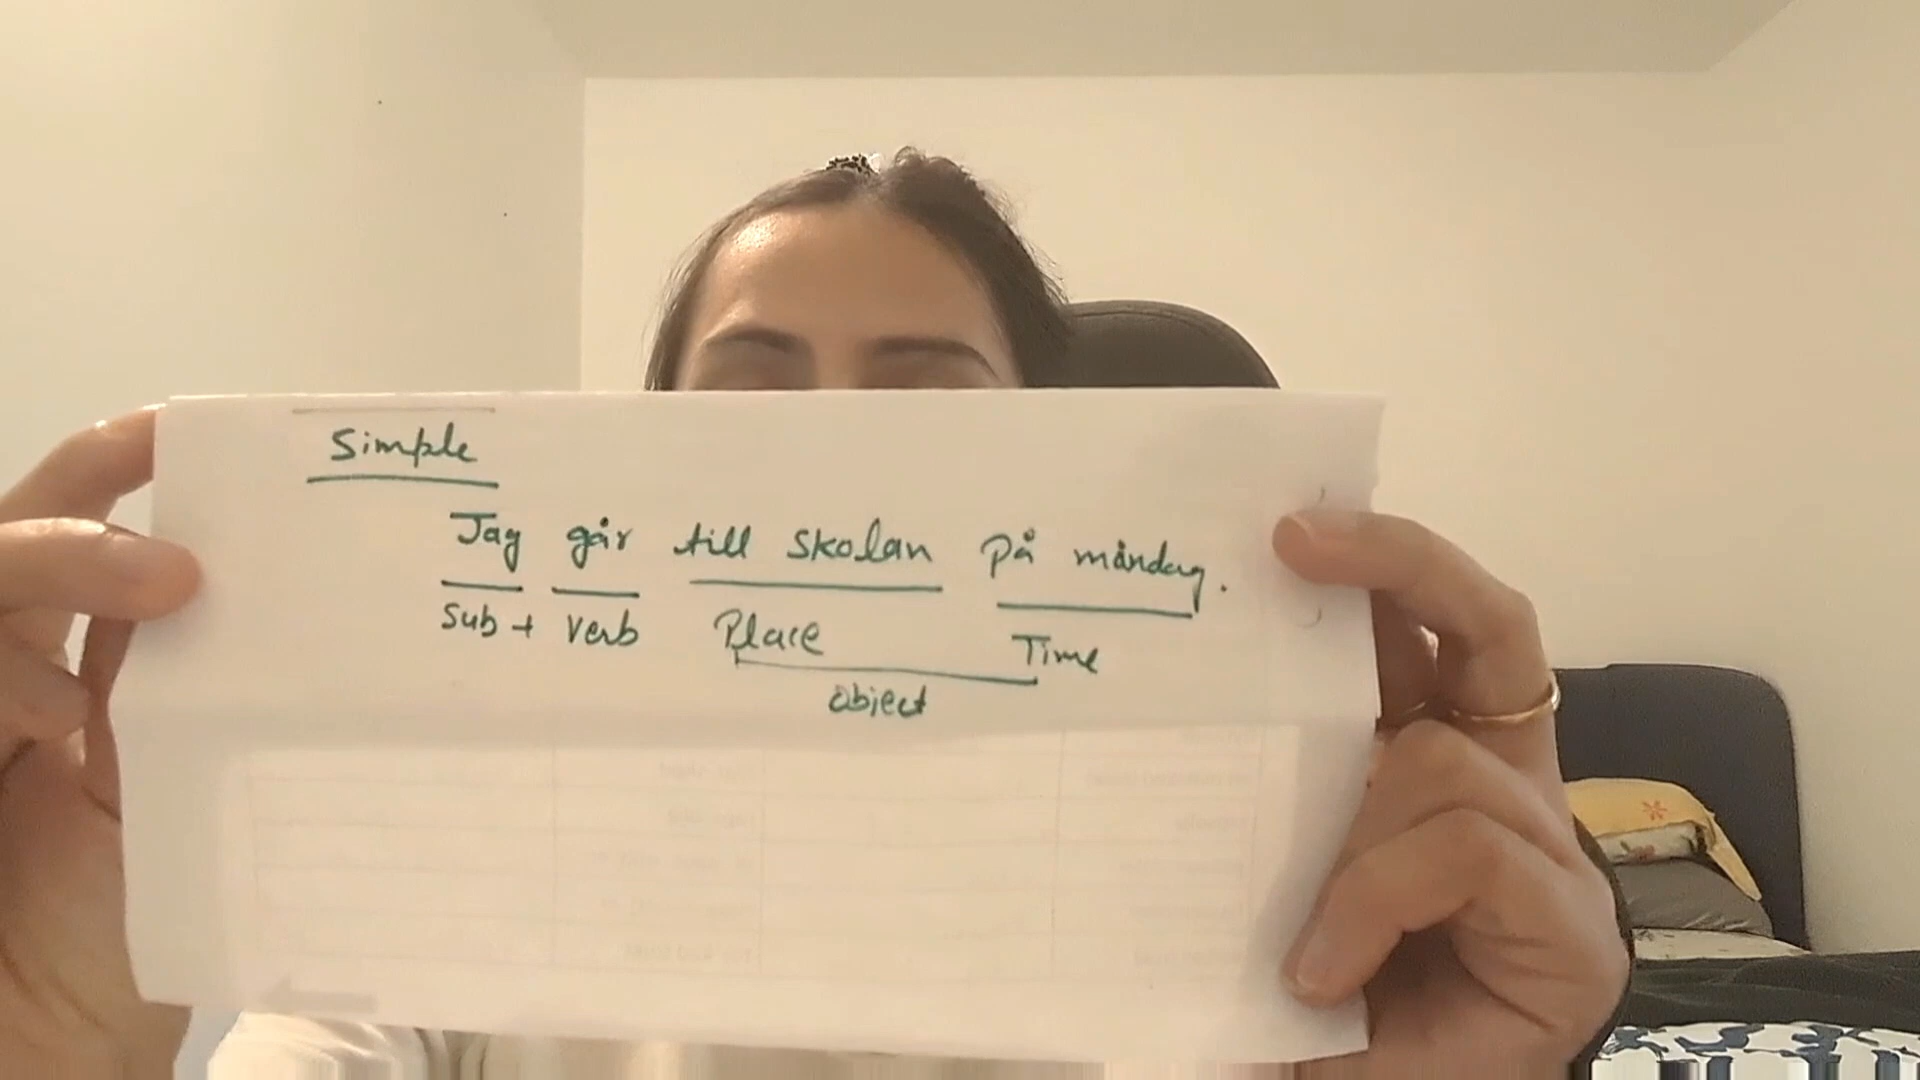 Simple
Jag går till skolan på måndag.
Sub + Verb Place Time
Object